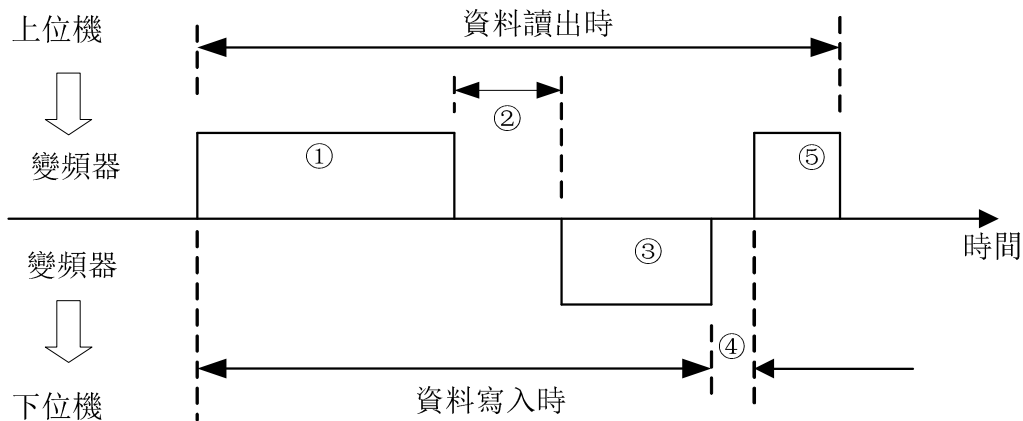 上位機
資料讀出時
②
變頻器
①
⑤
時間
變頻器
③
④
資料寫入時
下位機